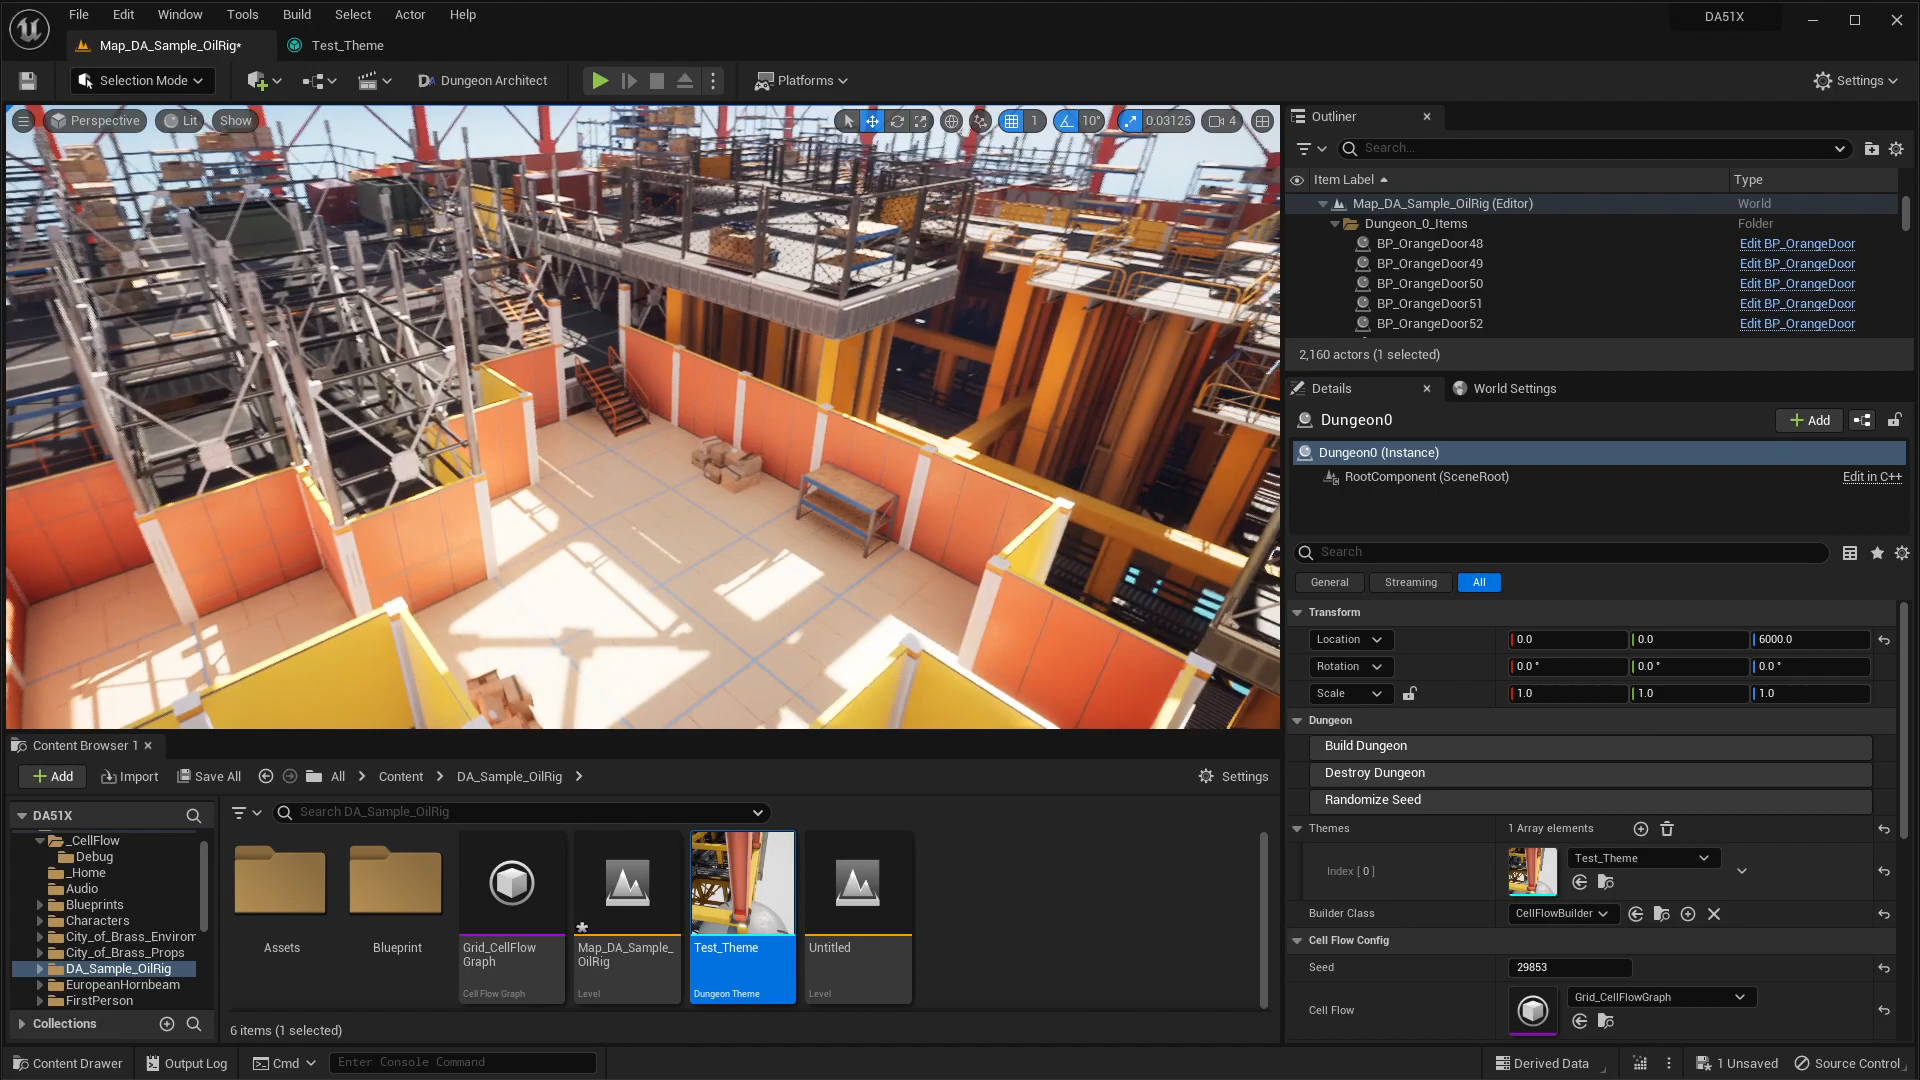 File Edit Window Tools Build Select Actor Help
DA51X
Map_DA_Sample_OilRig*
Test_Theme
Selection Mode
Dungeon Architect
Platforms
Settings
Perspective
Lit
Show
1
10°
0.03125
4
Outliner
Search...
Item Label
Type
Map_DA_Sample_OilRig (Editor)
World
Dungeon_0_Items
Folder
BP_OrangeDoor48
Edit BP_OrangeDoor
BP_OrangeDoor49
Edit BP_OrangeDoor
BP_OrangeDoor50
Edit BP_OrangeDoor
BP_OrangeDoor51
Edit BP_OrangeDoor
BP_OrangeDoor52
Edit BP_OrangeDoor
2,160 actors (1 selected)
Details
World Settings
Dungeon0
Add
Dungeon0 (Instance)
RootComponent (SceneRoot)
Edit in C++
Search
General
Streaming
All
Transform
Location
0.0
0.0
6000.0
Rotation
0.0 °
0.0 °
0.0 °
Scale
1.0
1.0
1.0
Dungeon
Build Dungeon
Destroy Dungeon
Randomize Seed
Themes
1 Array elements
Index [ 0 ]
Test_Theme
Builder Class
CellFlowBuilder
Cell Flow Config
Seed
29853
Cell Flow
Grid_CellFlowGraph
Content Browser 1
Add
Import
Save All
All
Content
DA_Sample_OilRig
Settings
DA51X
Search DA_Sample_OilRig
_CellFlow
Debug
_Home
Audio
Blueprints
Characters
City_of_Brass_Enviror
City_of_Brass_Props
DA_Sample_OilRig
EuropeanHornbeam
FirstPerson
Collections
Assets
Blueprint
Grid_CellFlow
Graph
Cell Flow Graph
Map_DA_Sample_
OilRig
Level
Test_Theme
Dungeon Theme
Untitled
Level
6 items (1 selected)
Content Drawer
Output Log
Cmd
Enter Console Command
Derived Data
1 Unsaved
Source Control